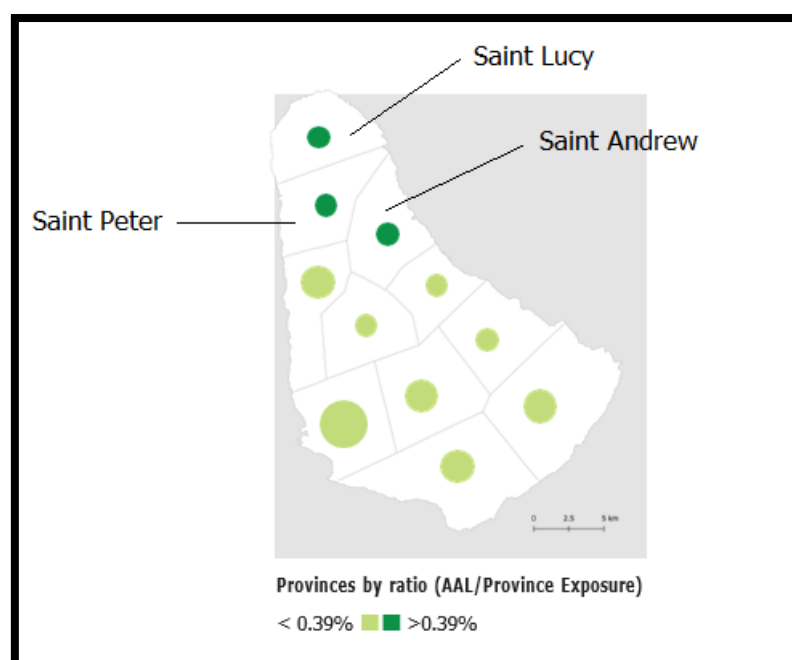 Saint Lucy
Saint Andrew
Saint Peter
0 2.5 5 km
Provinces by ratio (AAL/Province Exposure)
< 0.39% >0.39%